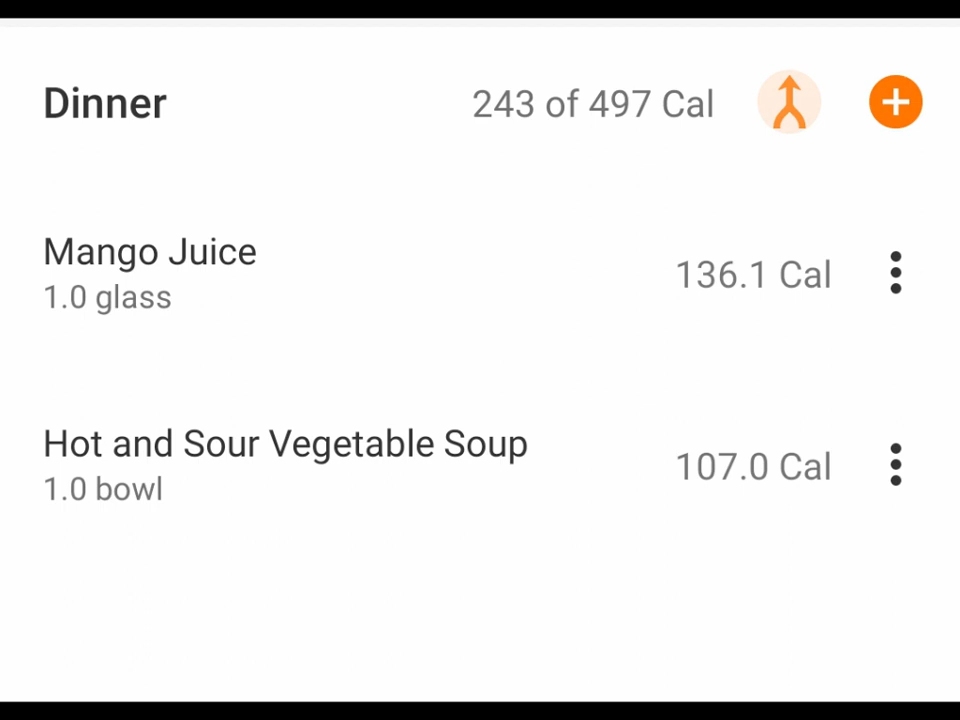 Dinner 243 of 497 Cal
Mango Juice
1.0 glass
136.1 Cal
Hot and Sour Vegetable Soup
1.0 bowl
107.0 Cal